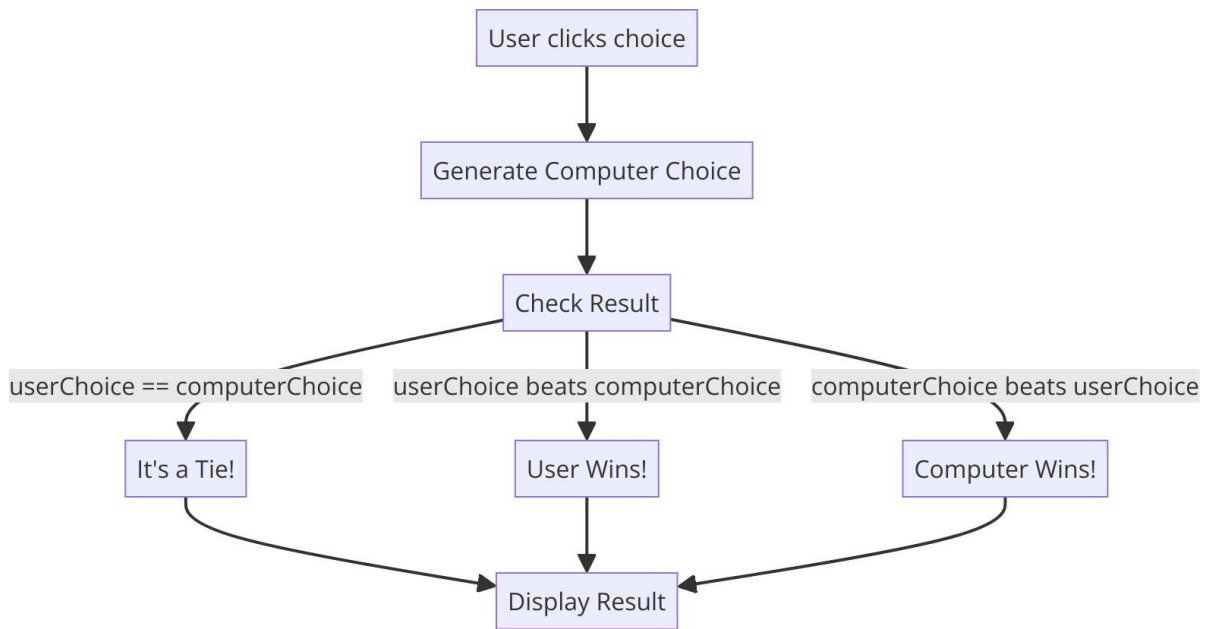 User clicks choice
Generate Computer Choice
Check Result
userChoice == computerChoice
userChoice beats computerChoice
computerChoice beats userChoice
It's a Tie!
User Wins!
Computer Wins!
Display Result